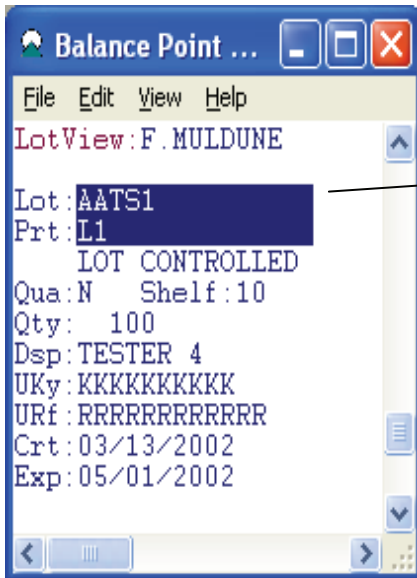 Balance Point ...
File Edit View Help
LotView:F.MULDUNE
Lot:AATS1
Prt:L1
LOT CONTROLLED
Qua:N Shelf:10
Qty: 100
Dsp:TESTER 4
UKy:KKKKKKKKKK
URf:RRRRRRRRRRRR
Crt:03/13/2002
Exp:05/01/2002